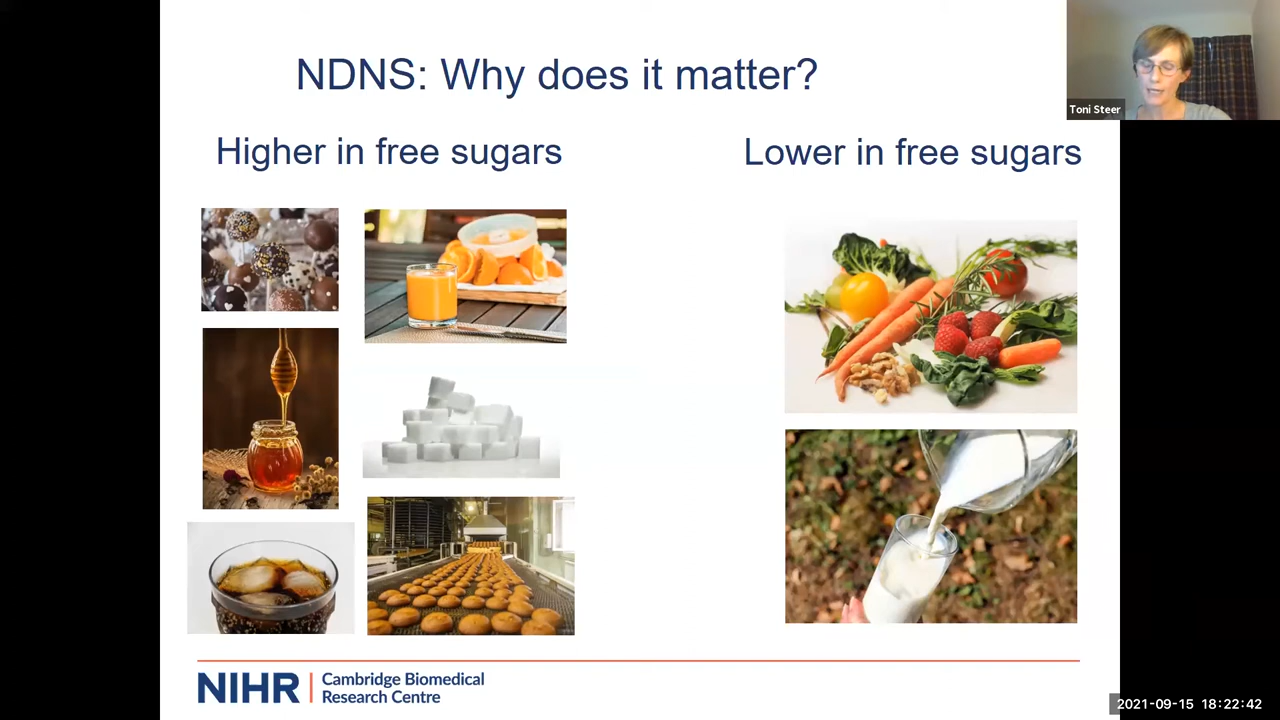 NDNS: Why does it matter?
Toni Steer
Higher in free sugars
Lower in free sugars
NIHR | Cambridge Biomedical
Research Centre
2021-09-15 18:22:42